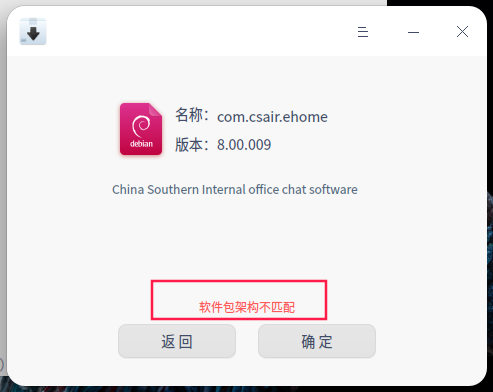 名称：com.csair.ehome
debian
版本：8.00.009
China Southern Internal office chat software
软件包架构不匹配
返 回
确 定